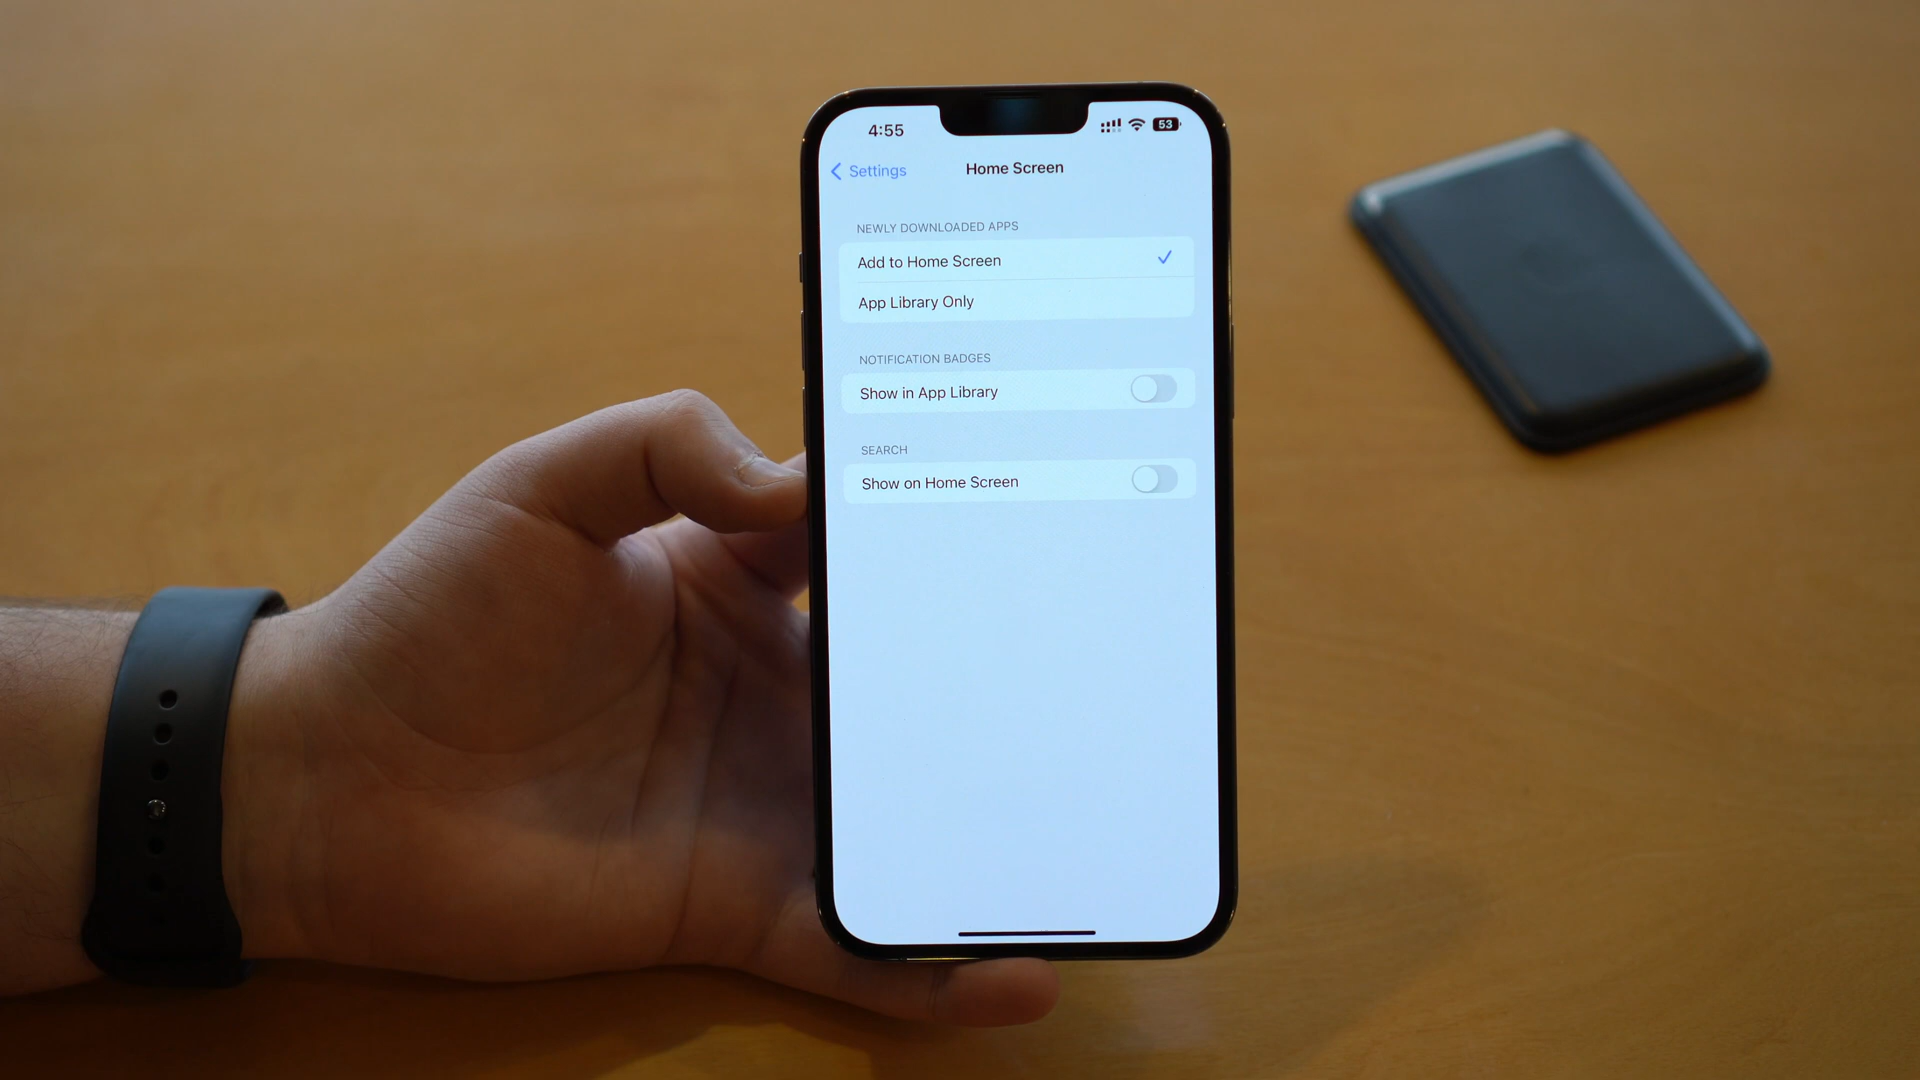 4:55
53
Settings
Home Screen
NEWLY DOWNLOADED APPS
Add to Home Screen
App Library Only
NOTIFICATION BADGES
Show in App Library
SEARCH
Show on Home Screen